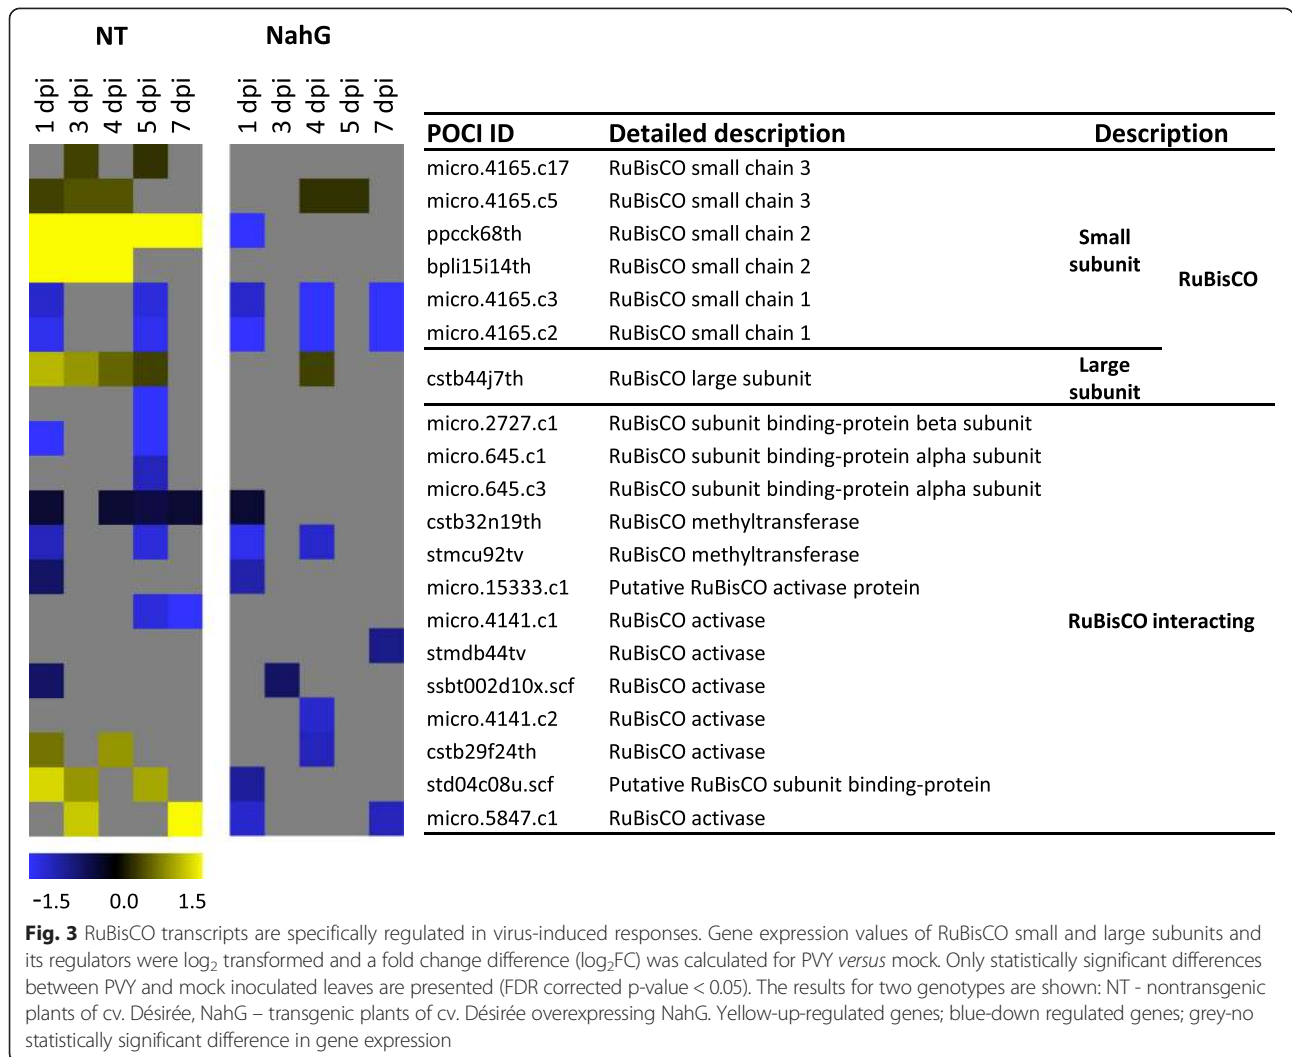 NT NahG
1 dpi 3 dpi 4 dpi 5 dpi 7 dpi 1 dpi 3 dpi 4 dpi 5 dpi 7 dpi
POCI ID Detailed description Description
micro.4165.c17 RuBisCO small chain 3
micro.4165.c5 RuBisCO small chain 3
ppcck68th RuBisCO small chain 2
Small
subunit
bpli15i14th RuBisCO small chain 2
RuBisCO
micro.4165.c3 RuBisCO small chain 1
micro.4165.c2 RuBisCO small chain 1
cstb44j7th RuBisCO large subunit
Large
subunit
micro.2727.c1 RuBisCO subunit binding-protein beta subunit
micro.645.c1 RuBisCO subunit binding-protein alpha subunit
micro.645.c3 RuBisCO subunit binding-protein alpha subunit
cstb32n19th RuBisCO methyltransferase
stmcu92tv RuBisCO methyltransferase
micro.15333.c1 Putative RuBisCO activase protein
micro.4141.c1 RuBisCO activase RuBisCO interacting
stmdb44tv RuBisCO activase
ssbt002d10x.scf RuBisCO activase
micro.4141.c2 RuBisCO activase
cstb29f24th RuBisCO activase
std04c08u.scf Putative RuBisCO subunit binding-protein
micro.5847.c1 RuBisCO activase
-1.5 0.0 1.5
Fig. 3 RuBisCO transcripts are specifically regulated in virus-induced responses. Gene expression values of RuBisCO small and large subunits and
its regulators were log2 transformed and a fold change difference (log2FC) was calculated for PVY versus mock. Only statistically significant differences
between PVY and mock inoculated leaves are presented (FDR corrected p-value < 0.05). The results for two genotypes are shown: NT - nontransgenic
plants of cv. Désirée, NahG – transgenic plants of cv. Désirée overexpressing NahG. Yellow-up-regulated genes; blue-down regulated genes; grey-no
statistically significant difference in gene expression